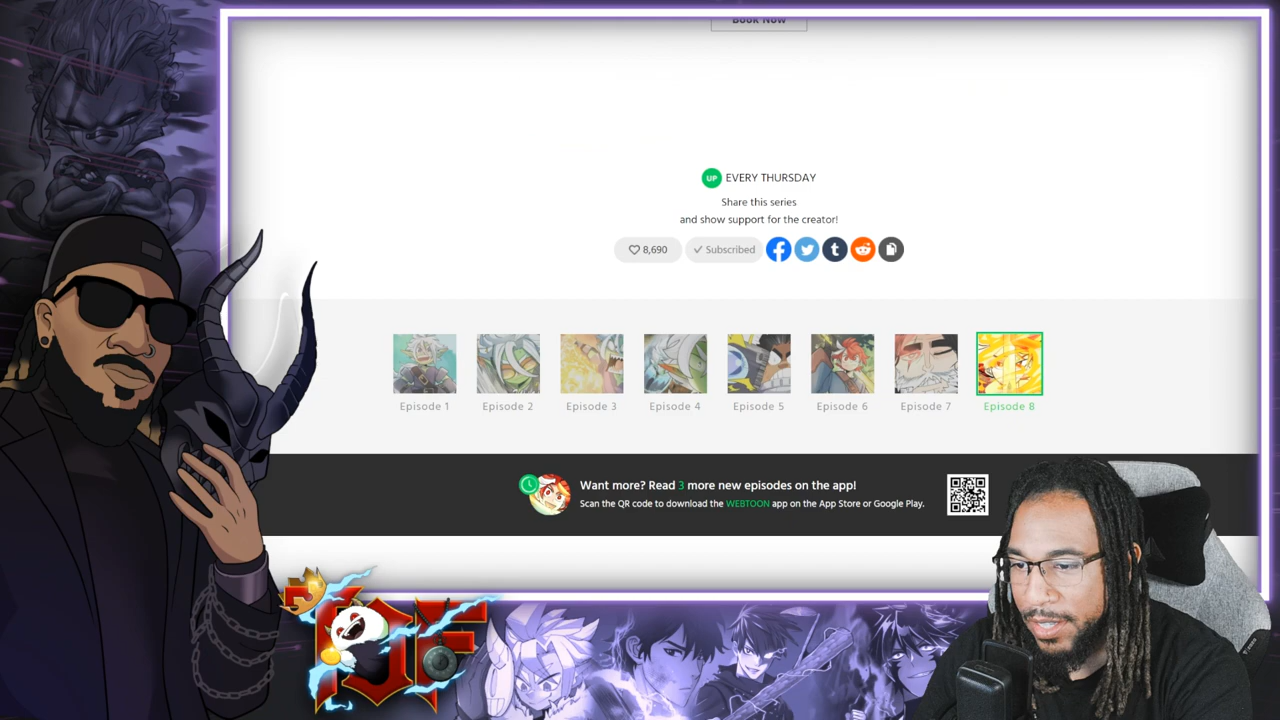 Book Now
UP EVERY THURSDAY
Share this series
and show support for the creator!
8,690
Subscribed
Episode 1
Episode 2
Episode 3
Episode 4
Episode 5
Episode 6
Episode 7
Episode 8
Want more? Read 3 more new episodes on the app!
Scan the QR code to download the WEBTOON app on the App Store or Google Play.